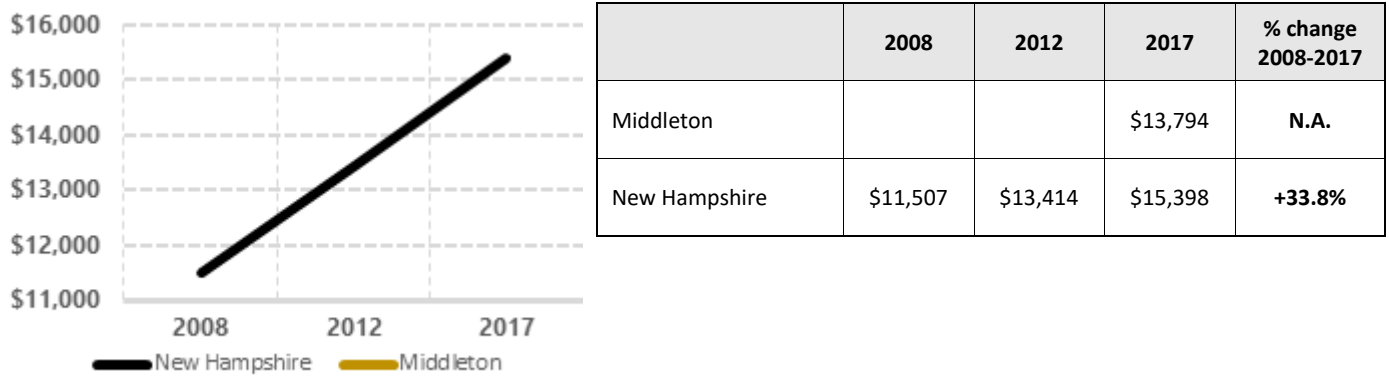 $16,000
$15,000
$14,000
$13,000
$12,000
$11,000
2008 2012 2017
New Hampshire Middleton
2008 2012 2017 % change
2008-2017
Middleton $13,794 N.A.
New Hampshire $11,507 $13,414 $15,398 +33.8%